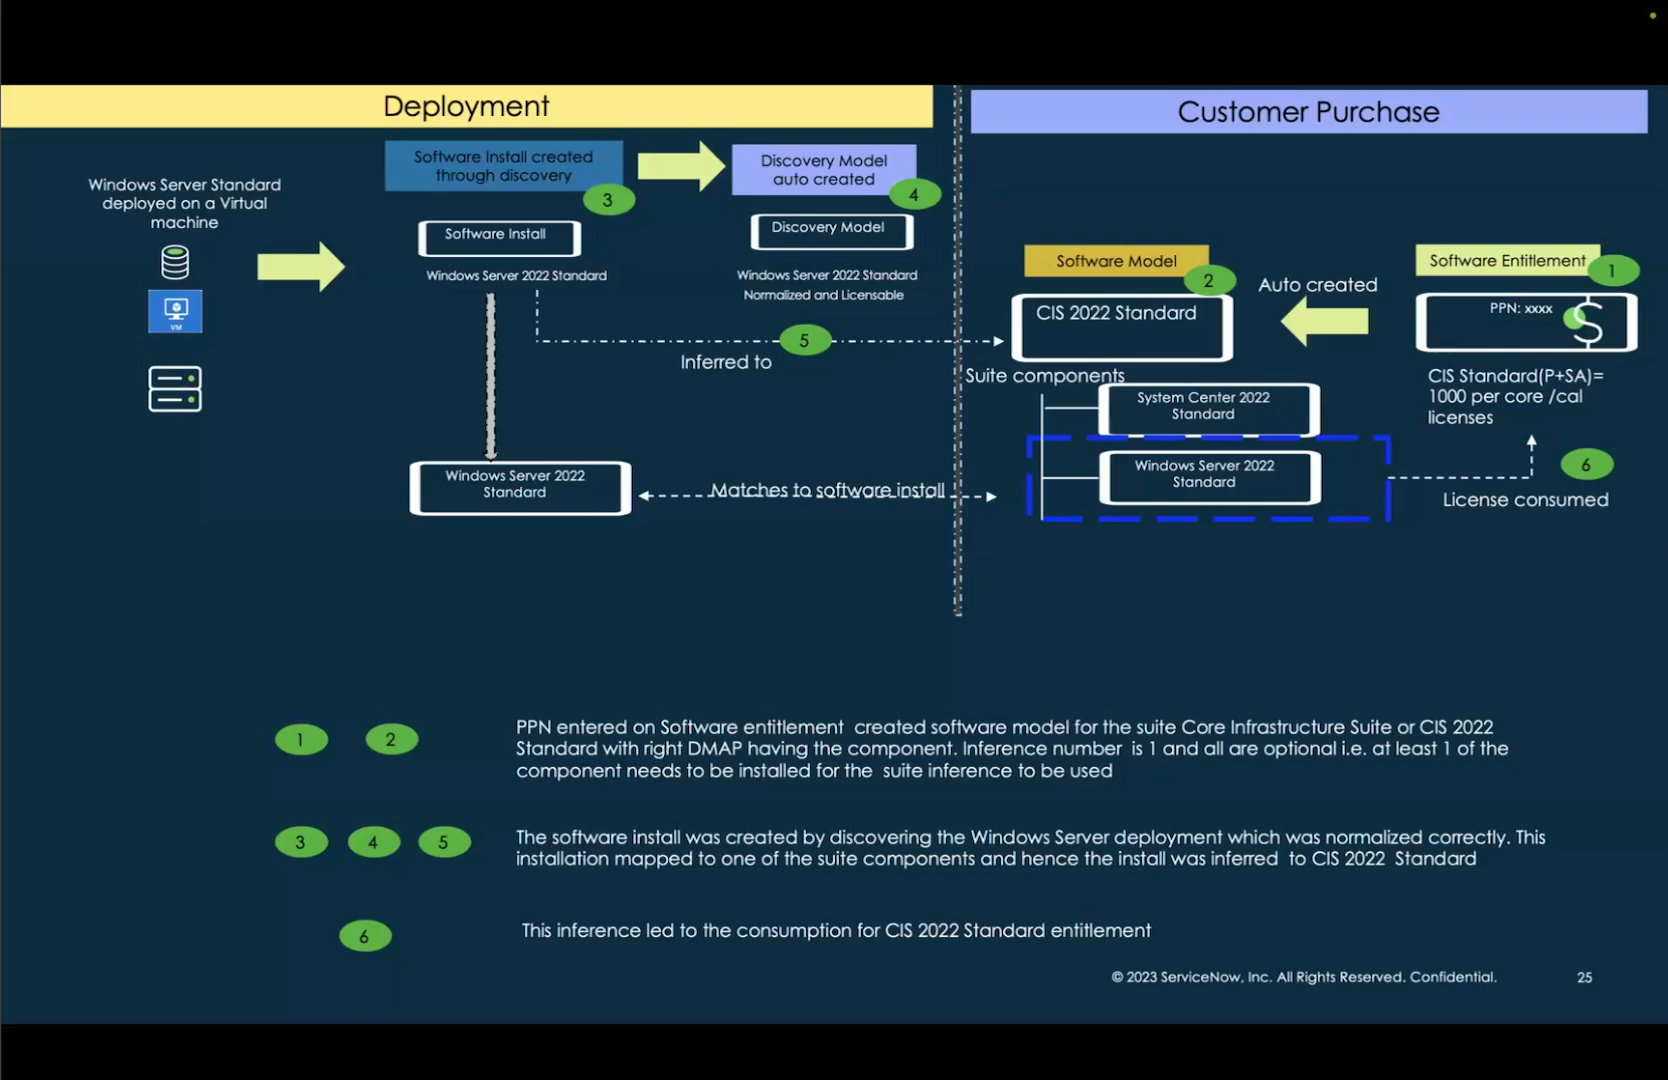 Deployment
Customer Purchase
Windows Server Standard
deployed on a Virtual
machine
VM
Software Install created
through discovery
3
Software Install
Windows Server 2022 Standard
Discovery Model
auto created
4
Discovery Model
Windows Server 2022 Standard
Normalized and Licensable
5
Inferred to
Windows Server 2022
Standard
Matches to software install
Software Model
2
CIS 2022 Standard
Suite components
System Center 2022
Standard
Windows Server 2022
Standard
Auto created
Software Entitlement
1
PPN: xxxx
$
CIS Standard(P+SA)=
1000 per core /cal
licenses
6
License consumed
1 2
PPN entered on Software entitlement created software model for the suite Core Infrastructure Suite or CIS 2022
Standard with right DMAP having the component. Inference number is 1 and all are optional i.e. at least 1 of the
component needs to be installed for the suite inference to be used
3 4 5
The software install was created by discovering the Windows Server deployment which was normalized correctly. This
installation mapped to one of the suite components and hence the install was inferred to CIS 2022 Standard
6
This inference led to the consumption for CIS 2022 Standard entitlement
© 2023 ServiceNow, Inc. All Rights Reserved. Confidential.
25